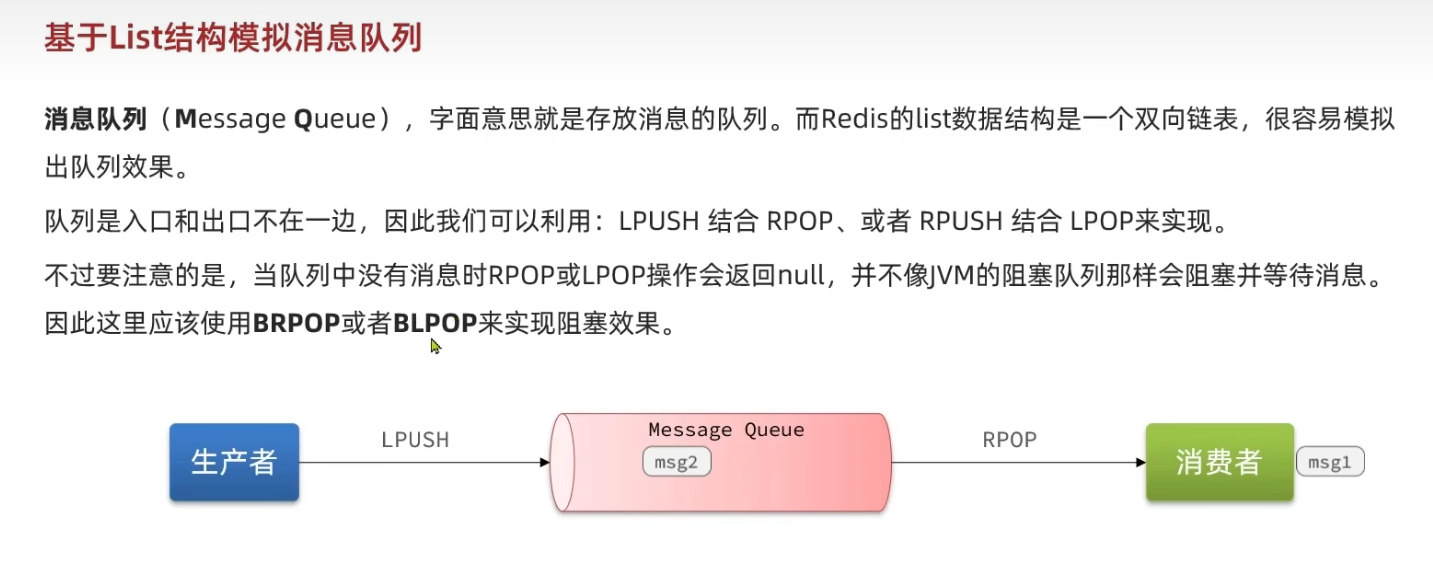 基于List结构模拟消息队列
消息队列（Message Queue），字面意思就是存放消息的队列。而Redis的list数据结构是一个双向链表，很容易模拟
出队列效果。
队列是入口和出口不在一边，因此我们可以利用：LPUSH 结合 RPOP、或者 RPUSH 结合 LPOP来实现。
不过要注意的是，当队列中没有消息时RPOP或LPOP操作会返回null，并不像JVM的阻塞队列那样会阻塞并等待消息。
因此这里应该使用BRPOP或者BLPOP来实现阻塞效果。
生产者
LPUSH
Message Queue
msg2
RPOP
消费者
msg1